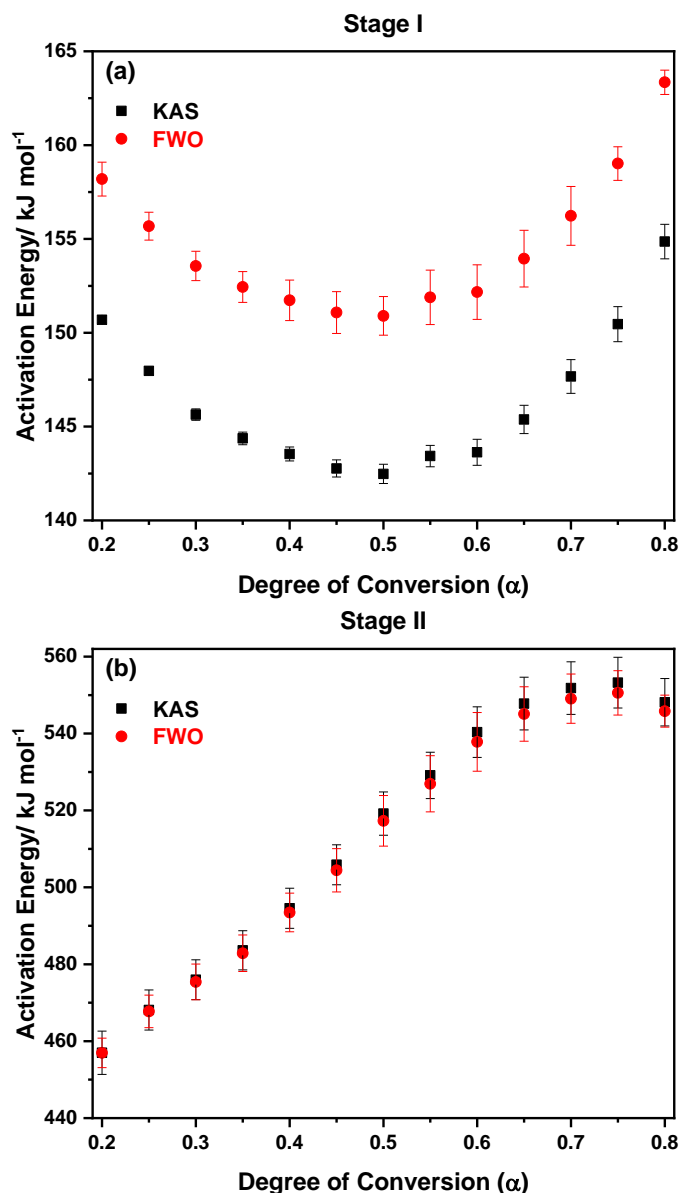 Stage I
(a)
KAS
FWO
165
160
155
150
145
140
Activation Energy/ kJ mol⁻¹
0.2 0.3 0.4 0.5 0.6 0.7 0.8
Degree of Conversion (α)
Stage II
(b)
KAS
FWO
560
540
520
500
480
460
440
Activation Energy/ kJ mol⁻¹
0.2 0.3 0.4 0.5 0.6 0.7 0.8
Degree of Conversion (α)